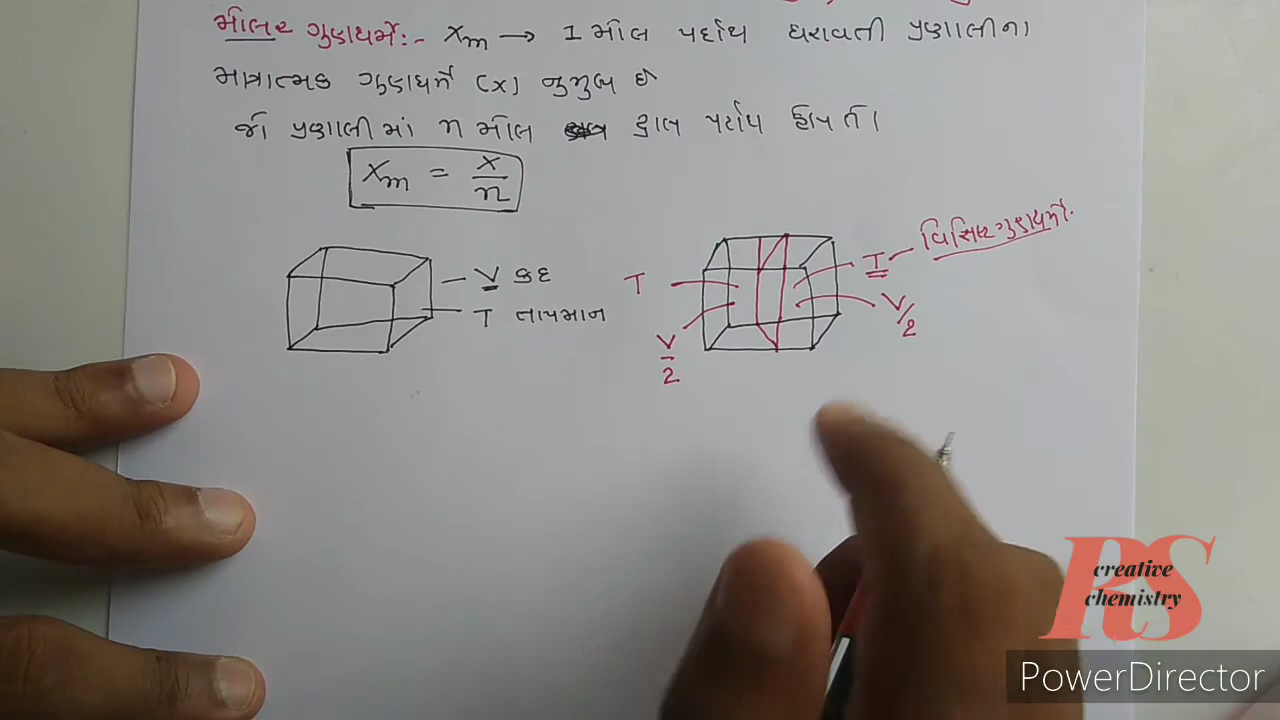 મોલર ગુણધર્મ:- Xm → 1 મોલ પદાર્થ ધરાવતી પ્રણાલીના
માત્રાત્મક ગુણધર્મ (X) નુ મુલ્ય છે
જો પ્રણાલીમાં n મોલ કુલ પદાર્થ હોય તો
Xm = X/n
વિશિષ્ટ ગુણધર્મો.
V કદ
T તાપમાન
T
T
V/2
V/2
RS
creative
chemistry
PowerDirector